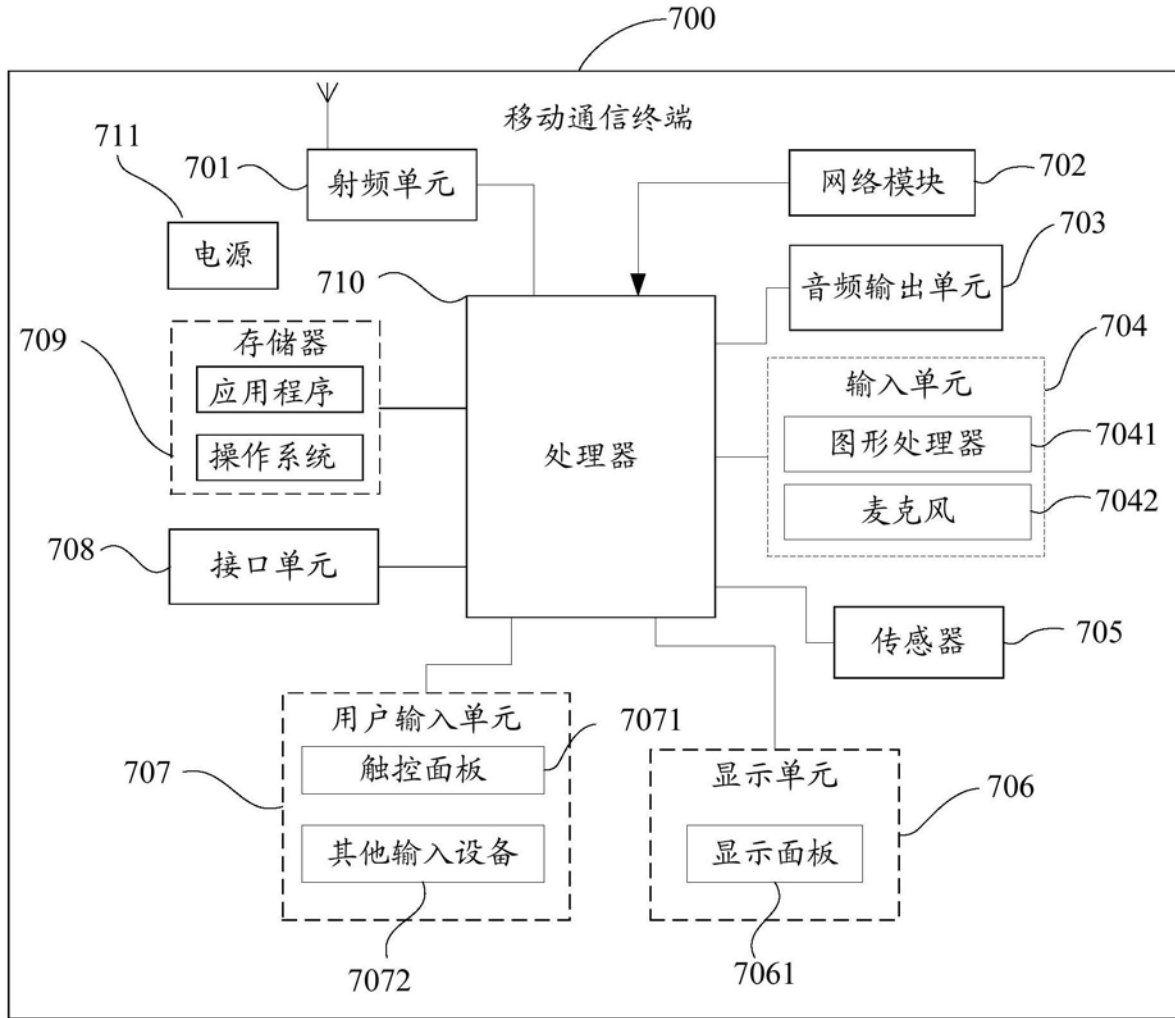 700
移动通信终端
711
701
射频单元
网络模块
702
电源
703
音频输出单元
710
709
存储器
应用程序
操作系统
704
输入单元
图形处理器
7041
麦克风
7042
处理器
708
接口单元
传感器
705
用户输入单元
7071
707
触控面板
其他输入设备
7072
显示单元
706
显示面板
7061